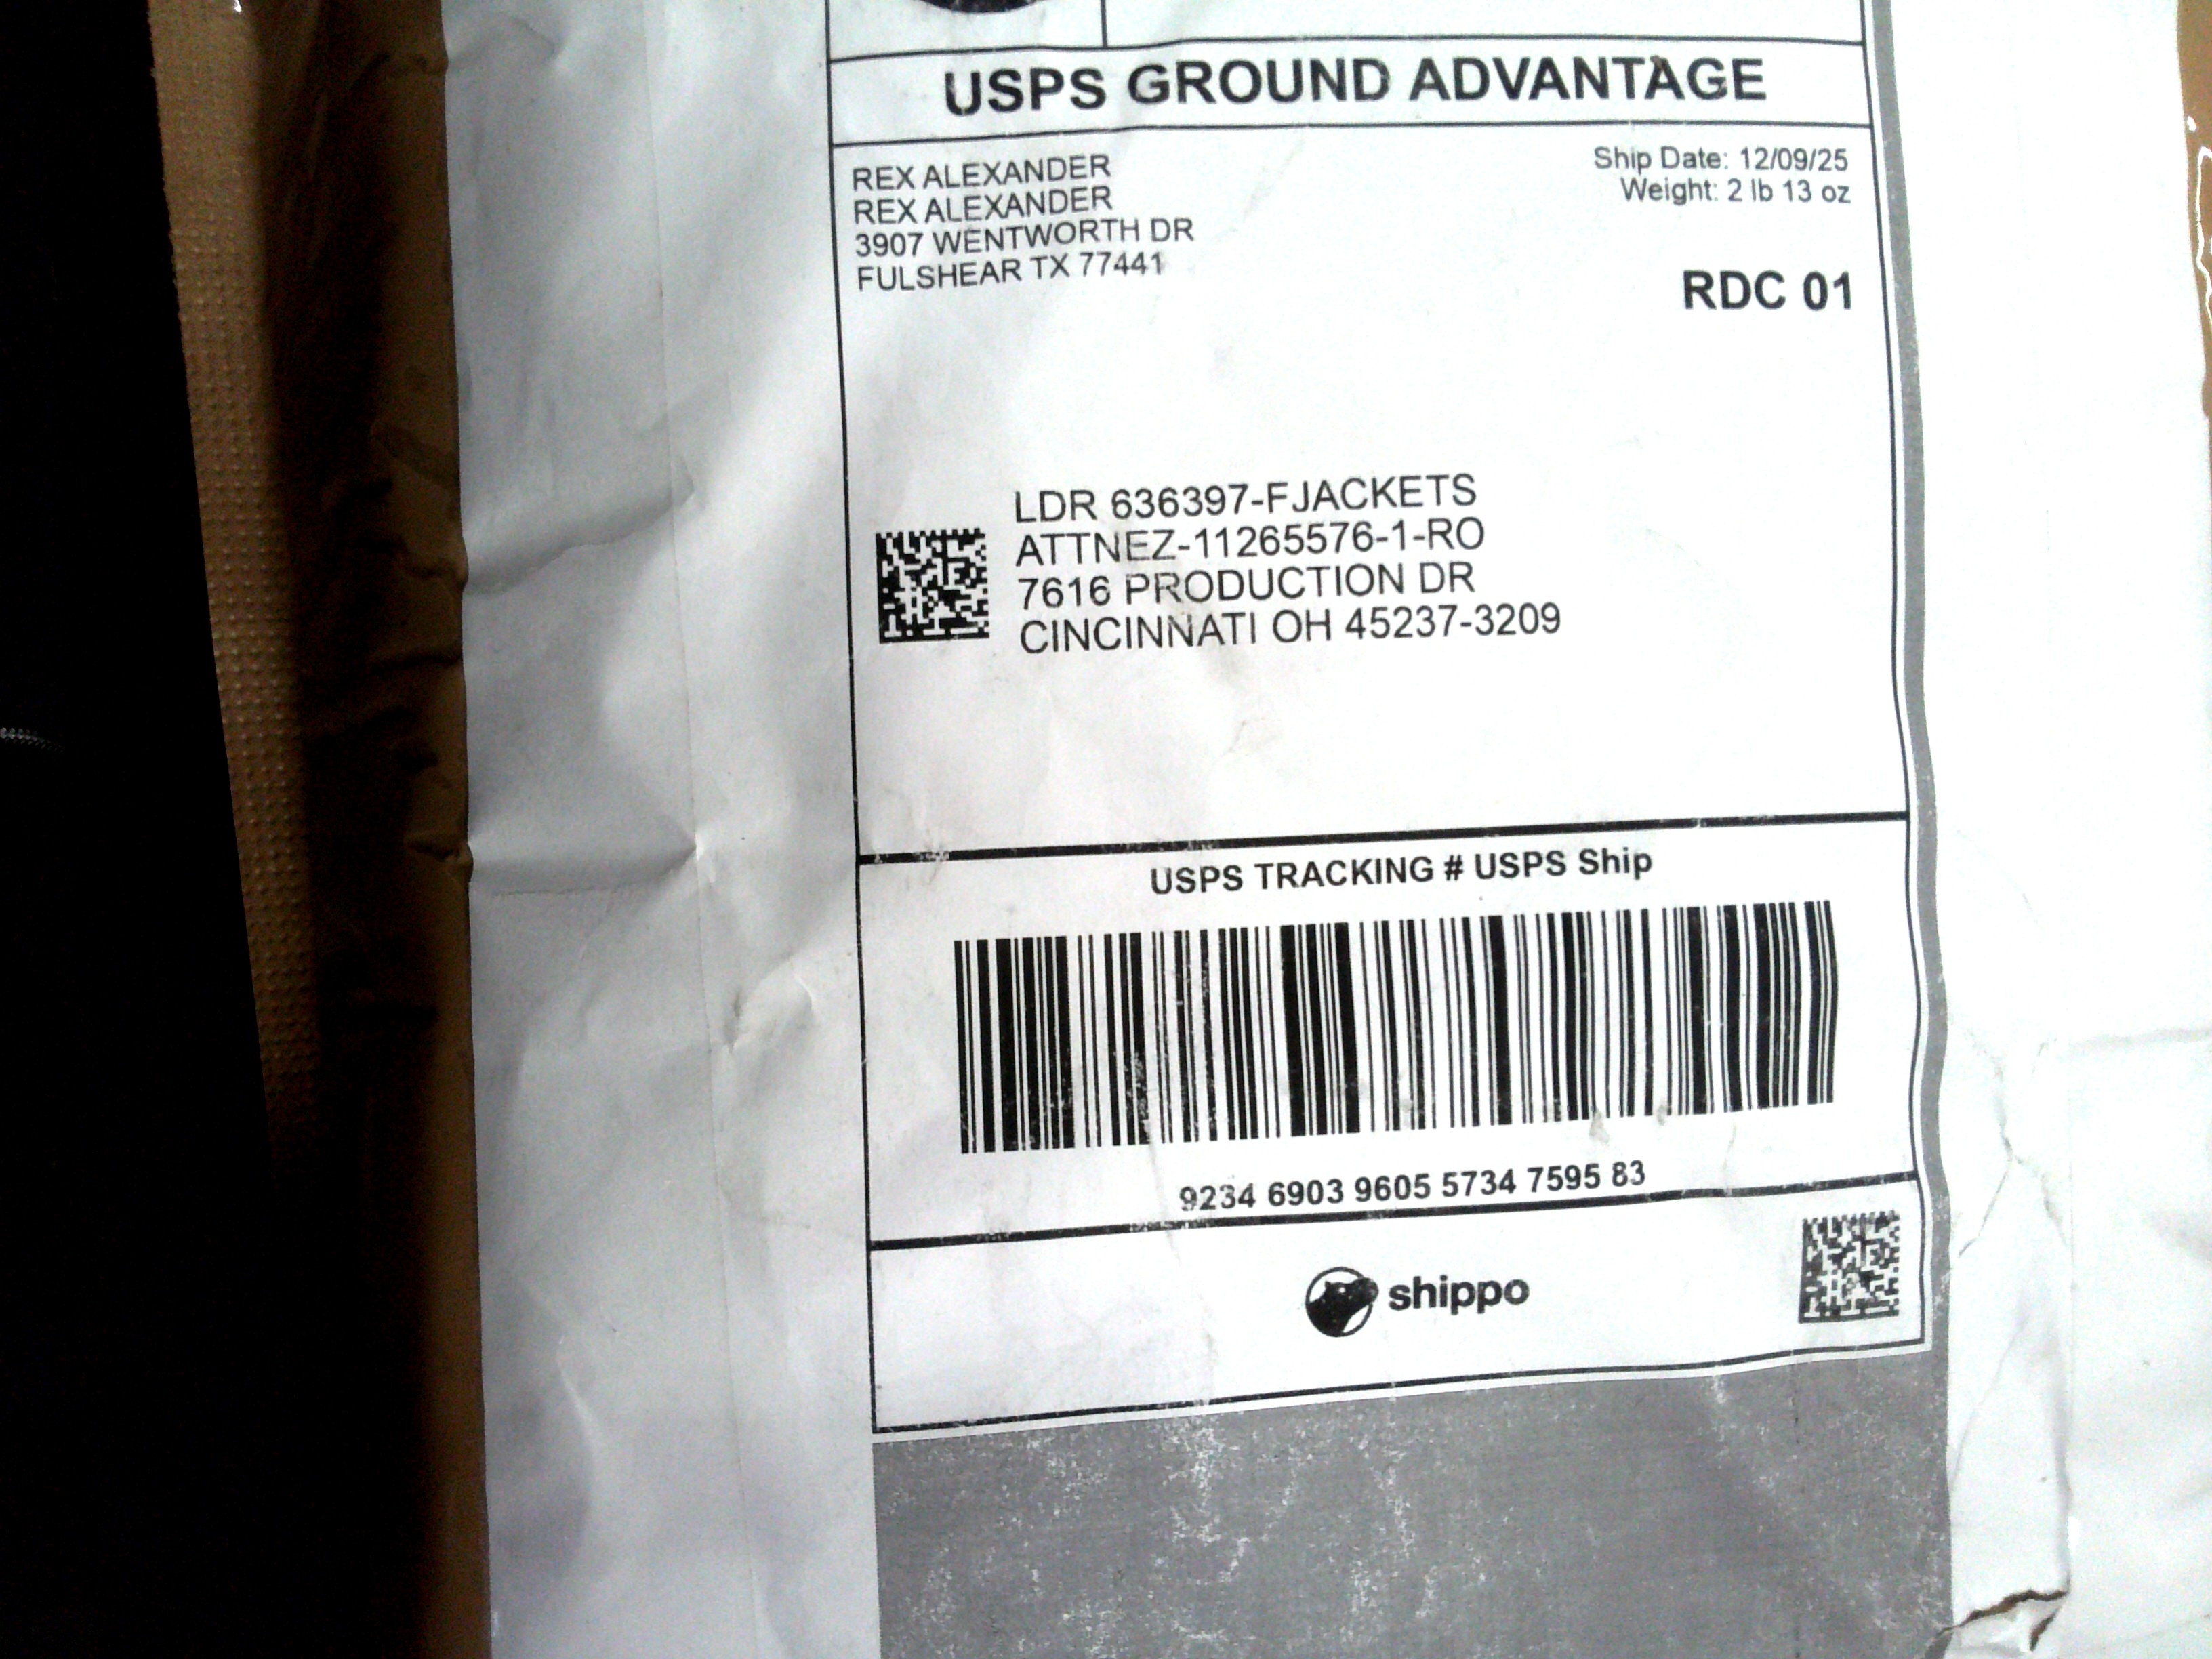 USPS GROUND ADVANTAGE
REX ALEXANDER
REX ALEXANDER
3907 WENTWORTH DR
FULSHEAR TX 77441
Ship Date: 12/09/25
Weight: 2 lb 13 oz
RDC 01
LDR 636397-FJACKETS
ATTNEZ-11265576-1-RO
7616 PRODUCTION DR
CINCINNATI OH 45237-3209
USPS TRACKING # USPS Ship
9234 6903 9605 5734 7595 83
shippo